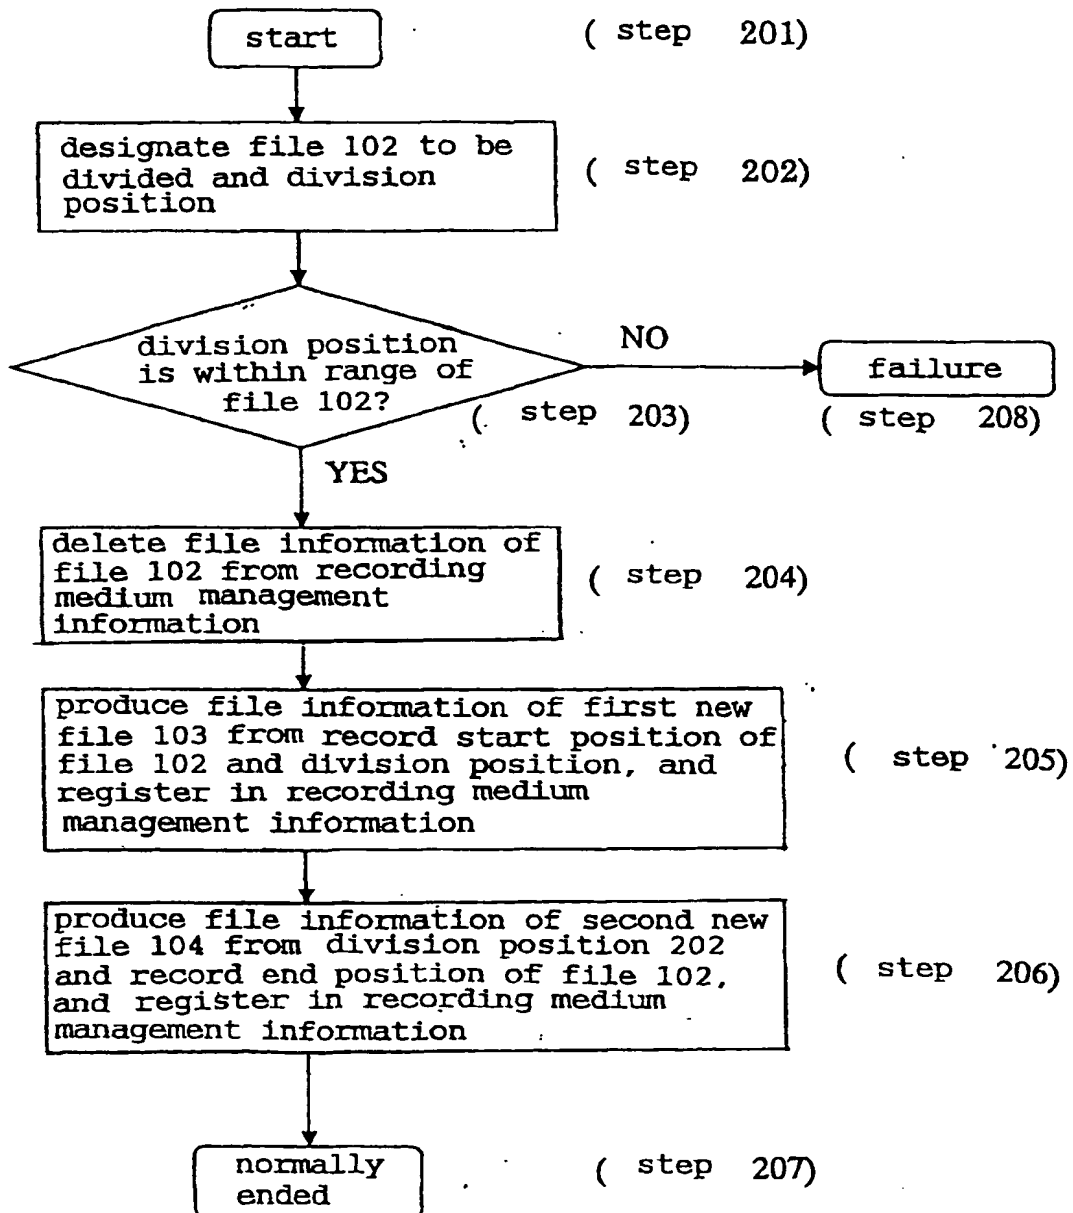 start
( step 201)
designate file 102 to be
divided and division
position
( step 202)
division position
is within range of
file 102?
( step 203)
NO
failure
( step 208)
YES
delete file information of
file 102 from recording
medium management
information
( step 204)
produce file information of first new
file 103 from record start position of
file 102 and division position, and
register in recording medium
management information
( step 205)
produce file information of second new
file 104 from division position 202
and record end position of file 102,
and register in recording medium
management information
( step 206)
normally
ended
( step 207)